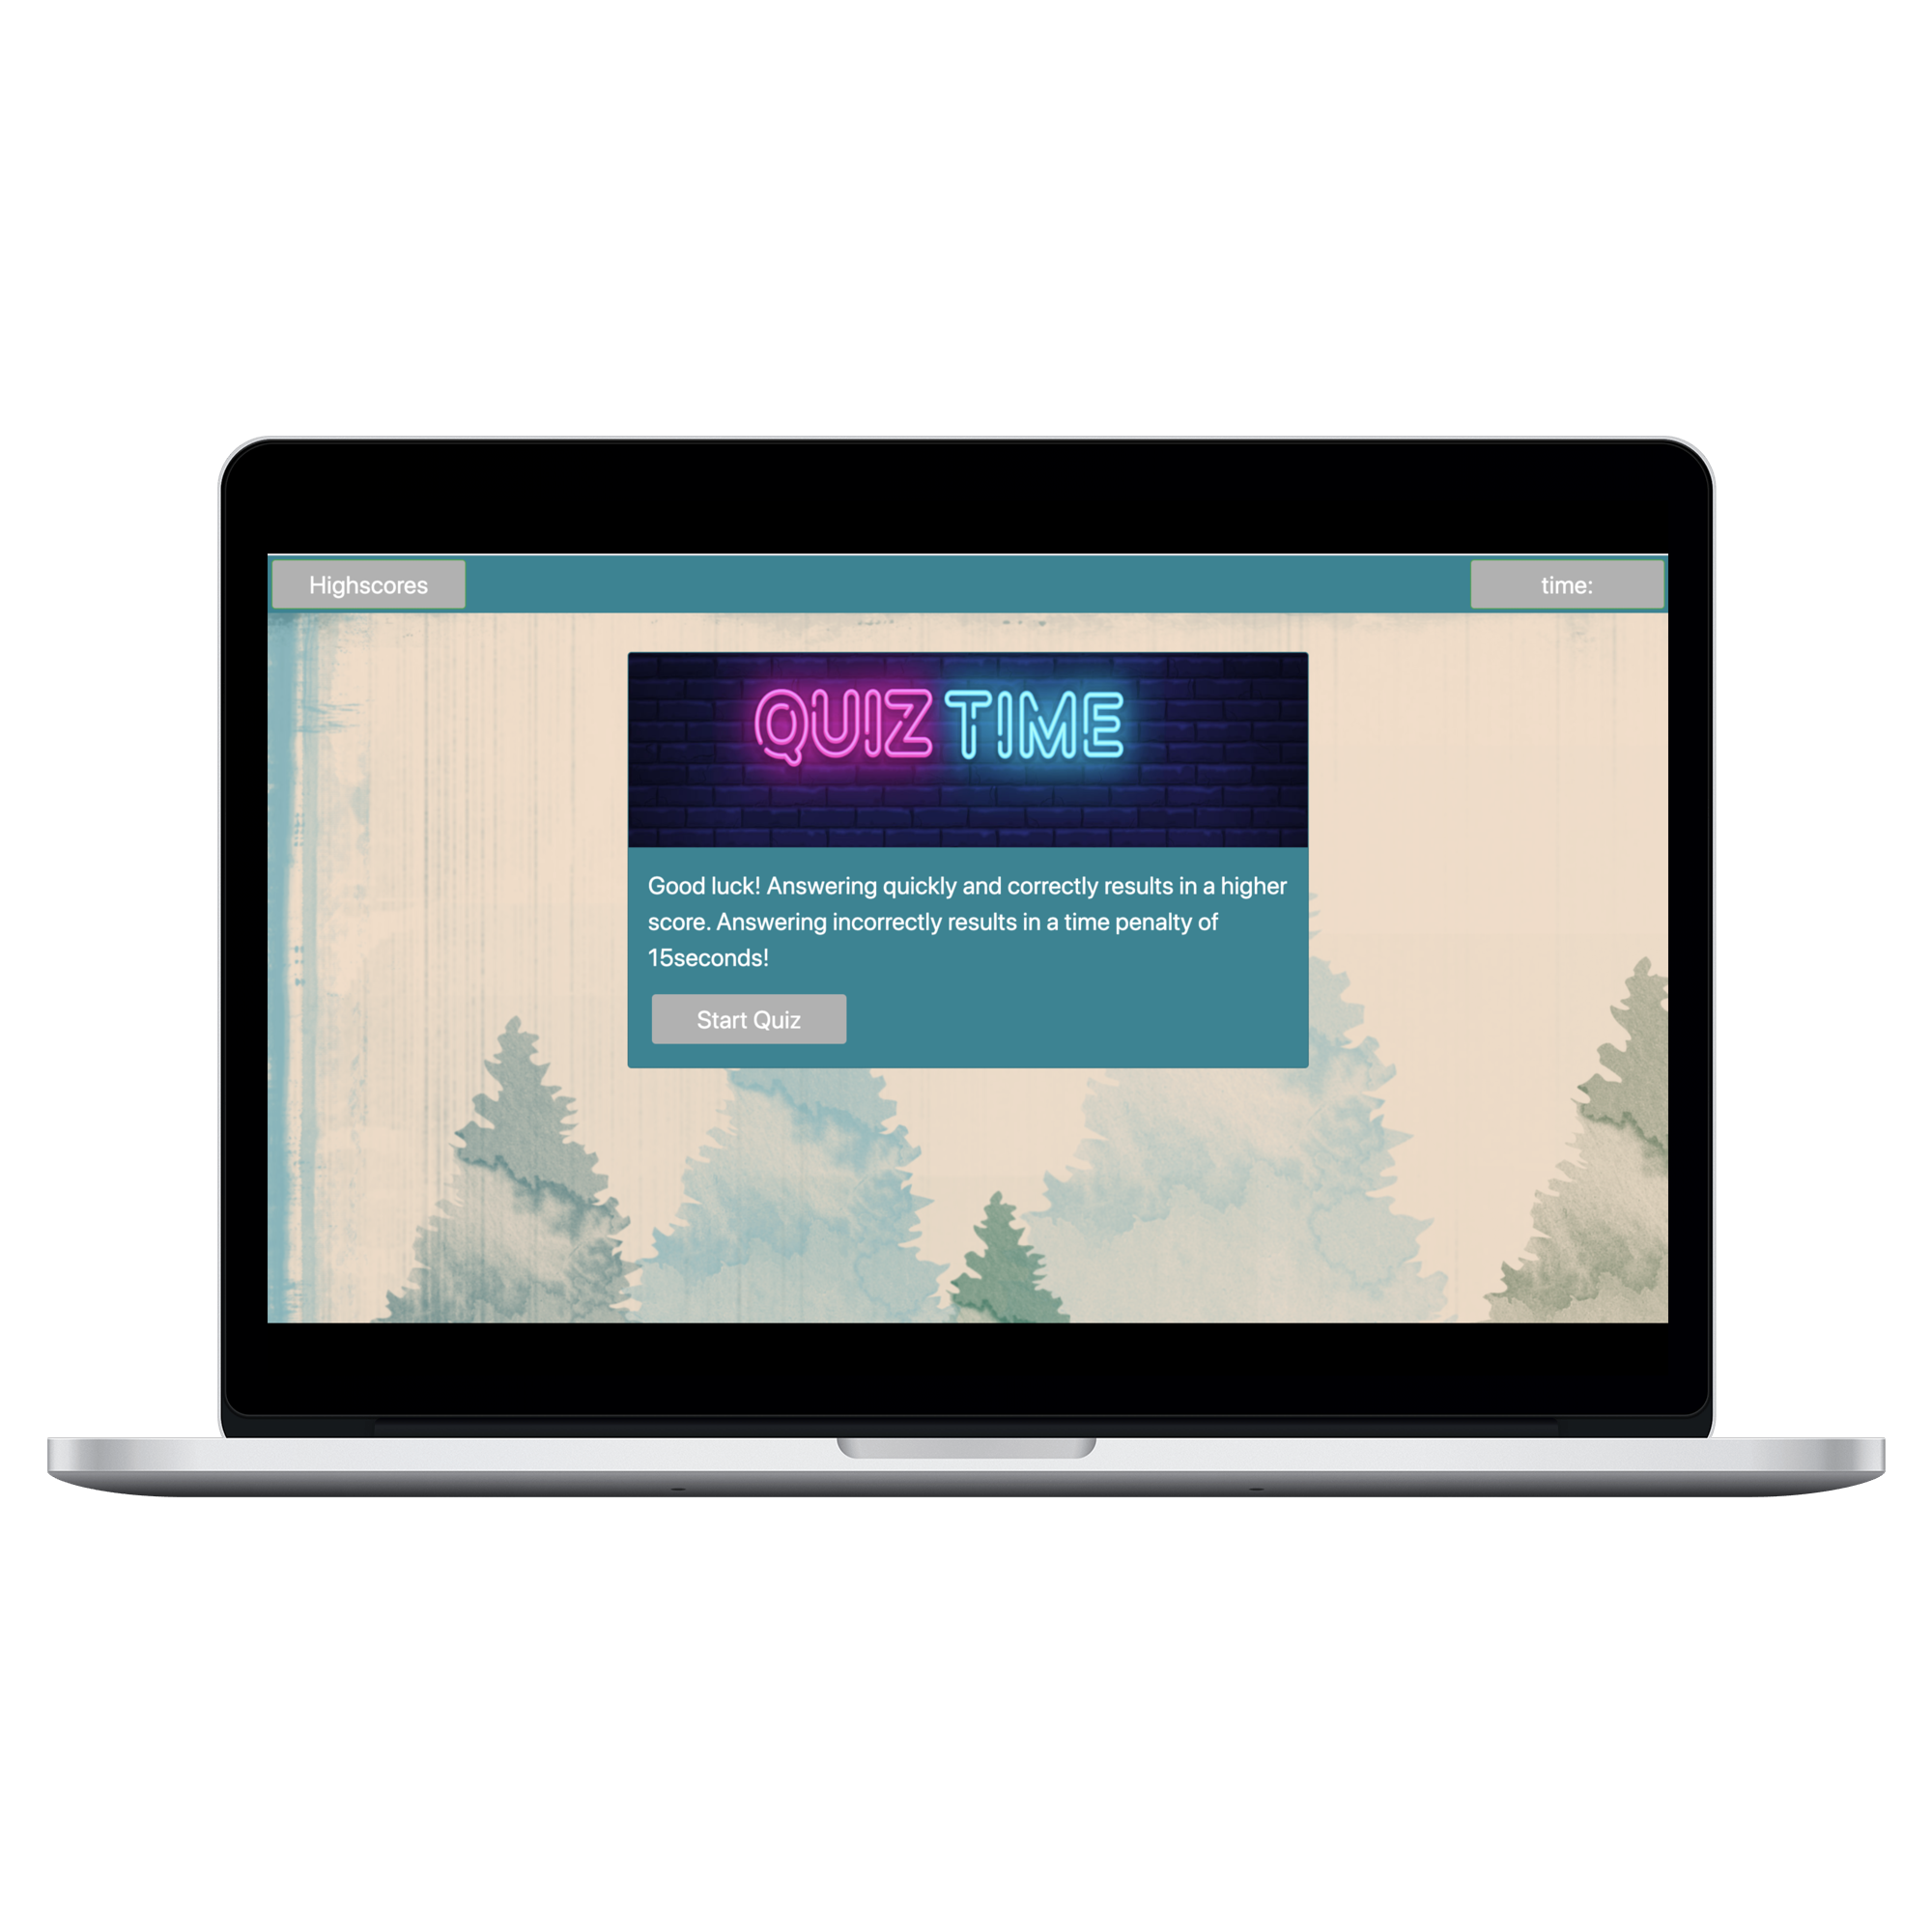 Highscores
time:
QUIZ TIME
Good luck! Answering quickly and correctly results in a higher
score. Answering incorrectly results in a time penalty of
15seconds!
Start Quiz